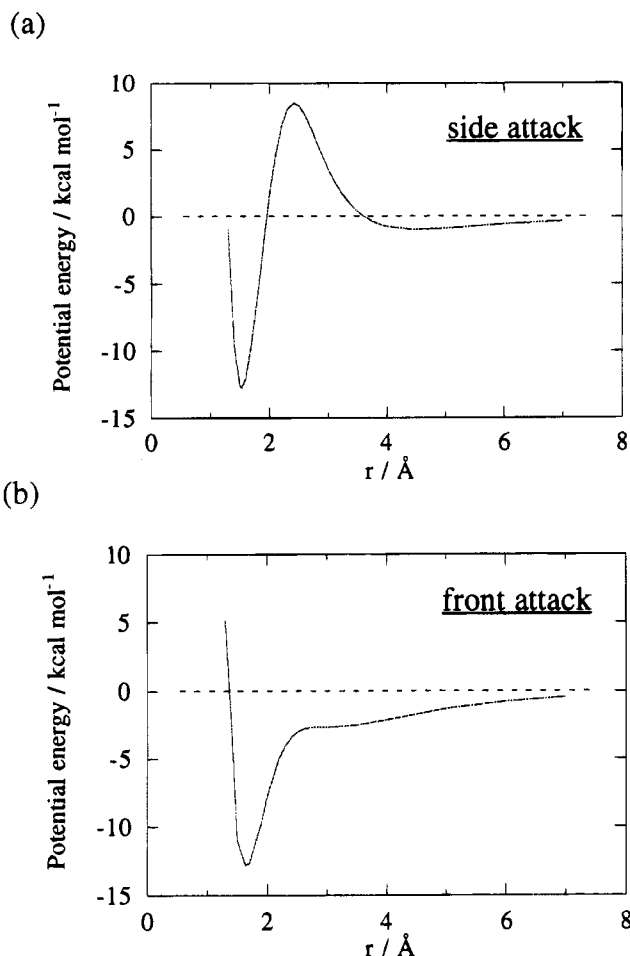 (a)
Potential energy / kcal mol⁻¹
10
5
0
-5
-10
-15
side attack
0
2
4
6
8
r / Å
(b)
Potential energy / kcal mol⁻¹
10
5
0
-5
-10
-15
front attack
0
2
4
6
8
r / Å